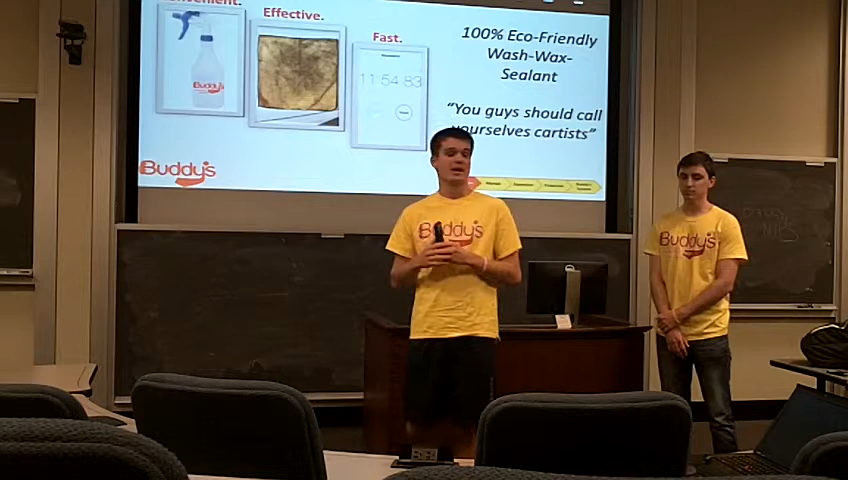 Convenient.
Effective.
Fast.
100% Eco-Friendly
Wash-Wax-
Sealant
"You guys should call
yourselves cartists"
11:54 83
Buddy's
Buddy's
Buddy's
Buddy's